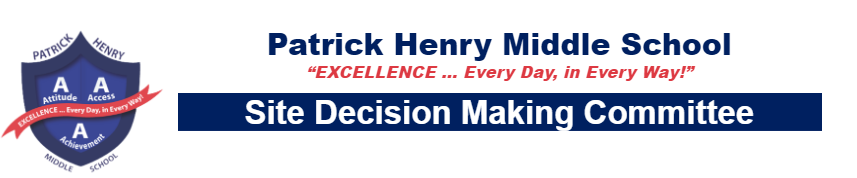 PATRICK HENRY
A A
Attitude Access
EXCELLENCE ... Every Day, in Every Way!
A
Achievement
MIDDLE SCHOOL
Patrick Henry Middle School
“EXCELLENCE ... Every Day, in Every Way!”
Site Decision Making Committee